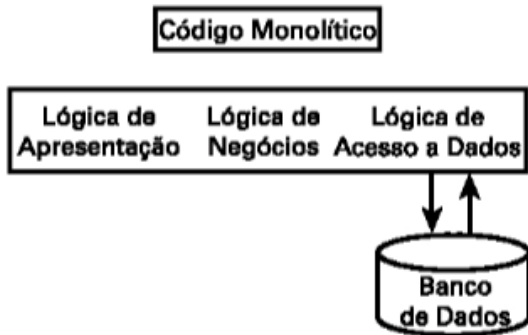 Código Monolítico
Lógica de Lógica de Lógica de
Apresentação Negócios Acesso a Dados
Banco
de Dados